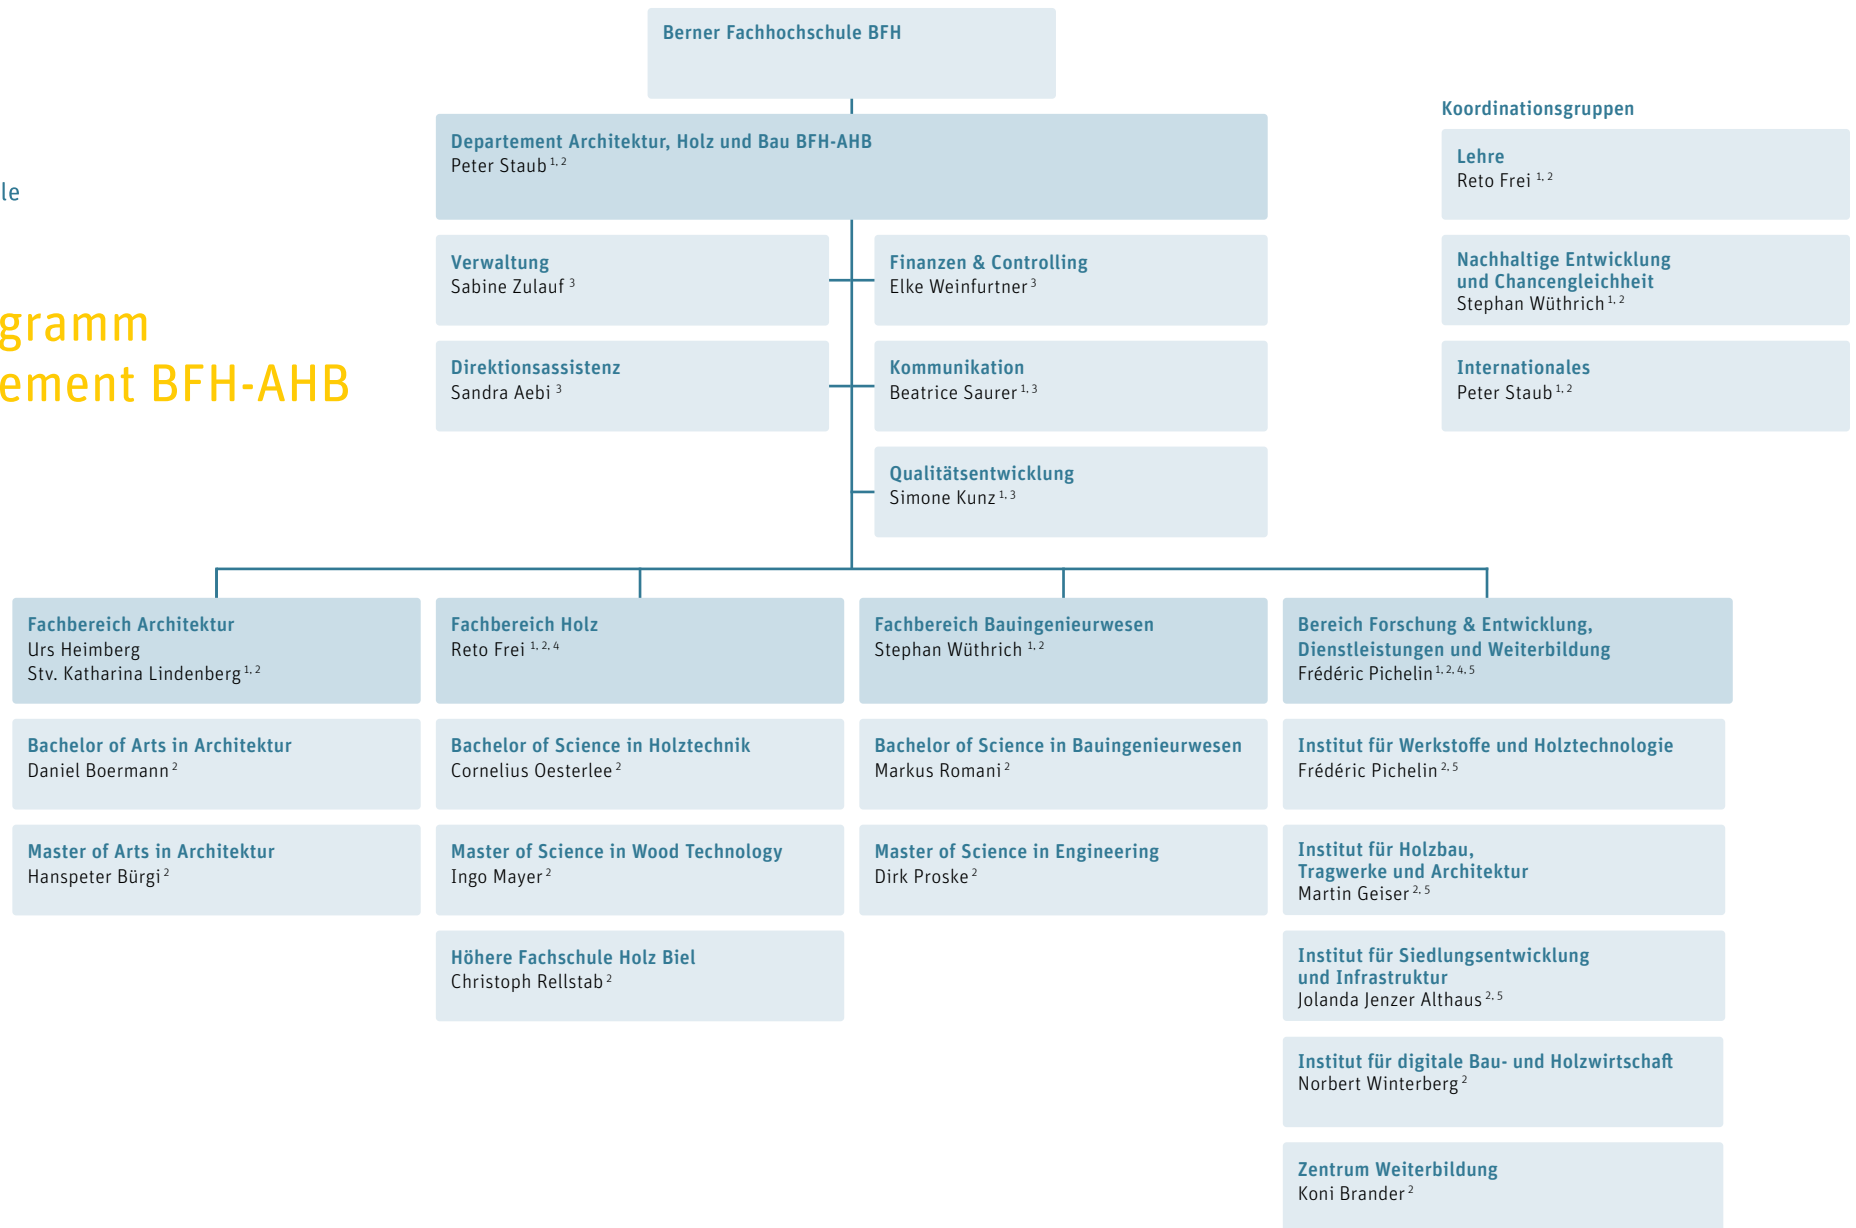 Berner Fachhochschule BFH
Departement Architektur, Holz und Bau BFH-AHB
Peter Staub 1, 2
Koordinationsgruppen
Lehre
Reto Frei 1, 2
le
gramm
ement BFH-AHB
Verwaltung
Sabine Zulauf 3
Finanzen & Controlling
Elke Weinfurtner 3
Nachhaltige Entwicklung
und Chancengleichheit
Stephan Wüthrich 1, 2
Direktionsassistenz
Sandra Aebi 3
Kommunikation
Beatrice Saurer 1, 3
Internationales
Peter Staub 1, 2
Qualitätsentwicklung
Simone Kunz 1, 3
Fachbereich Architektur
Urs Heimberg
Stv. Katharina Lindenberg 1, 2
Fachbereich Holz
Reto Frei 1, 2, 4
Fachbereich Bauingenieurwesen
Stephan Wüthrich 1, 2
Bereich Forschung & Entwicklung,
Dienstleistungen und Weiterbildung
Frédéric Pichelin 1, 2, 4, 5
Bachelor of Arts in Architektur
Daniel Boermann 2
Bachelor of Science in Holztechnik
Cornelius Oesterlee 2
Bachelor of Science in Bauingenieurwesen
Markus Romani 2
Institut für Werkstoffe und Holztechnologie
Frédéric Pichelin 2, 5
Master of Arts in Architektur
Hanspeter Bürgi 2
Master of Science in Wood Technology
Ingo Mayer 2
Master of Science in Engineering
Dirk Proske 2
Institut für Holzbau,
Tragwerke und Architektur
Martin Geiser 2, 5
Höhere Fachschule Holz Biel
Christoph Rellstab 2
Institut für Siedlungsentwicklung
und Infrastruktur
Jolanda Jenzer Althaus 2, 5
Institut für digitale Bau- und Holzwirtschaft
Norbert Winterberg 2
Zentrum Weiterbildung
Koni Brander 2